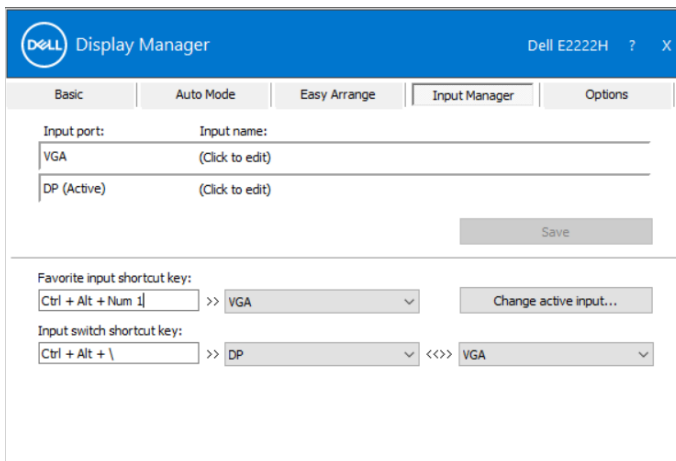 DELL Display Manager Dell E2222H ? X
Basic Auto Mode Easy Arrange Input Manager Options
Input port: Input name:
VGA (Click to edit)
DP (Active) (Click to edit)
Save
Favorite input shortcut key:
Ctrl + Alt + Num 1 >> VGA Change active input...
Input switch shortcut key:
Ctrl + Alt + \ >> DP <<>> VGA